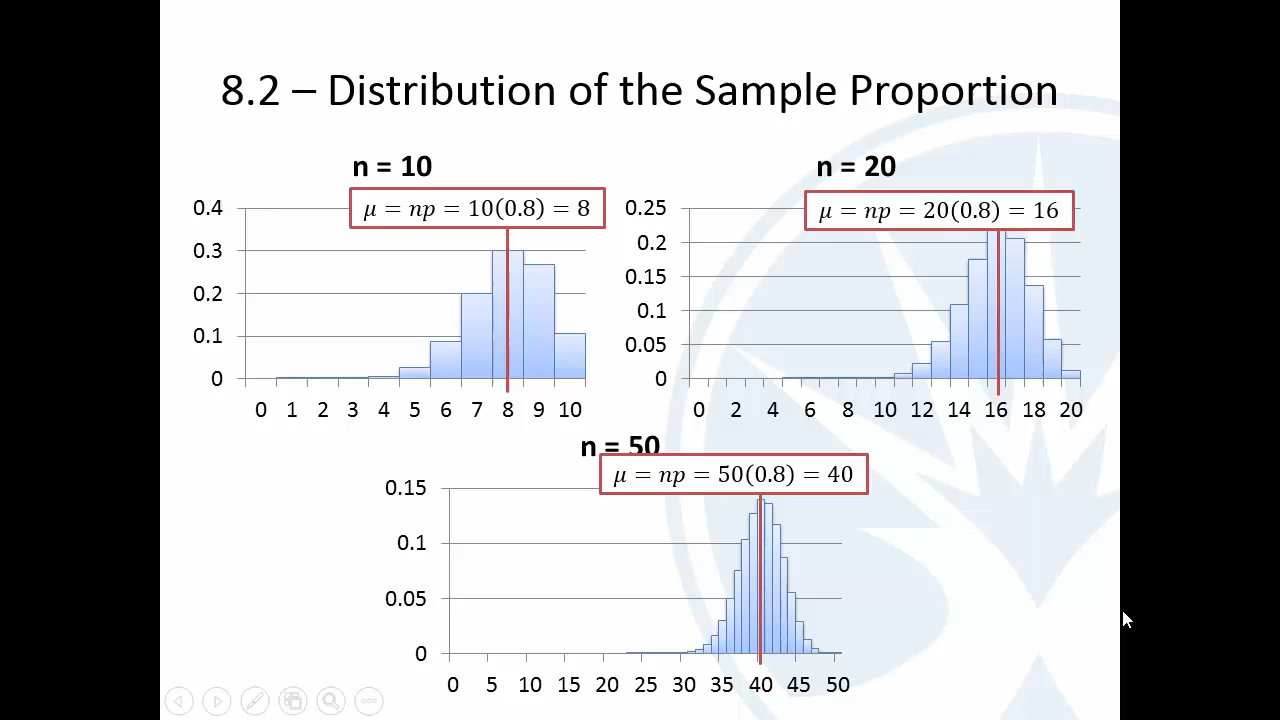 8.2 – Distribution of the Sample Proportion
n = 10
μ = np = 10(0.8) = 8
0.4
0.3
0.2
0.1
0
0 1 2 3 4 5 6 7 8 9 10
n = 20
μ = np = 20(0.8) = 16
0.25
0.2
0.15
0.1
0.05
0
0 2 4 6 8 10 12 14 16 18 20
n = 50
μ = np = 50(0.8) = 40
0.15
0.1
0.05
0
0 5 10 15 20 25 30 35 40 45 50